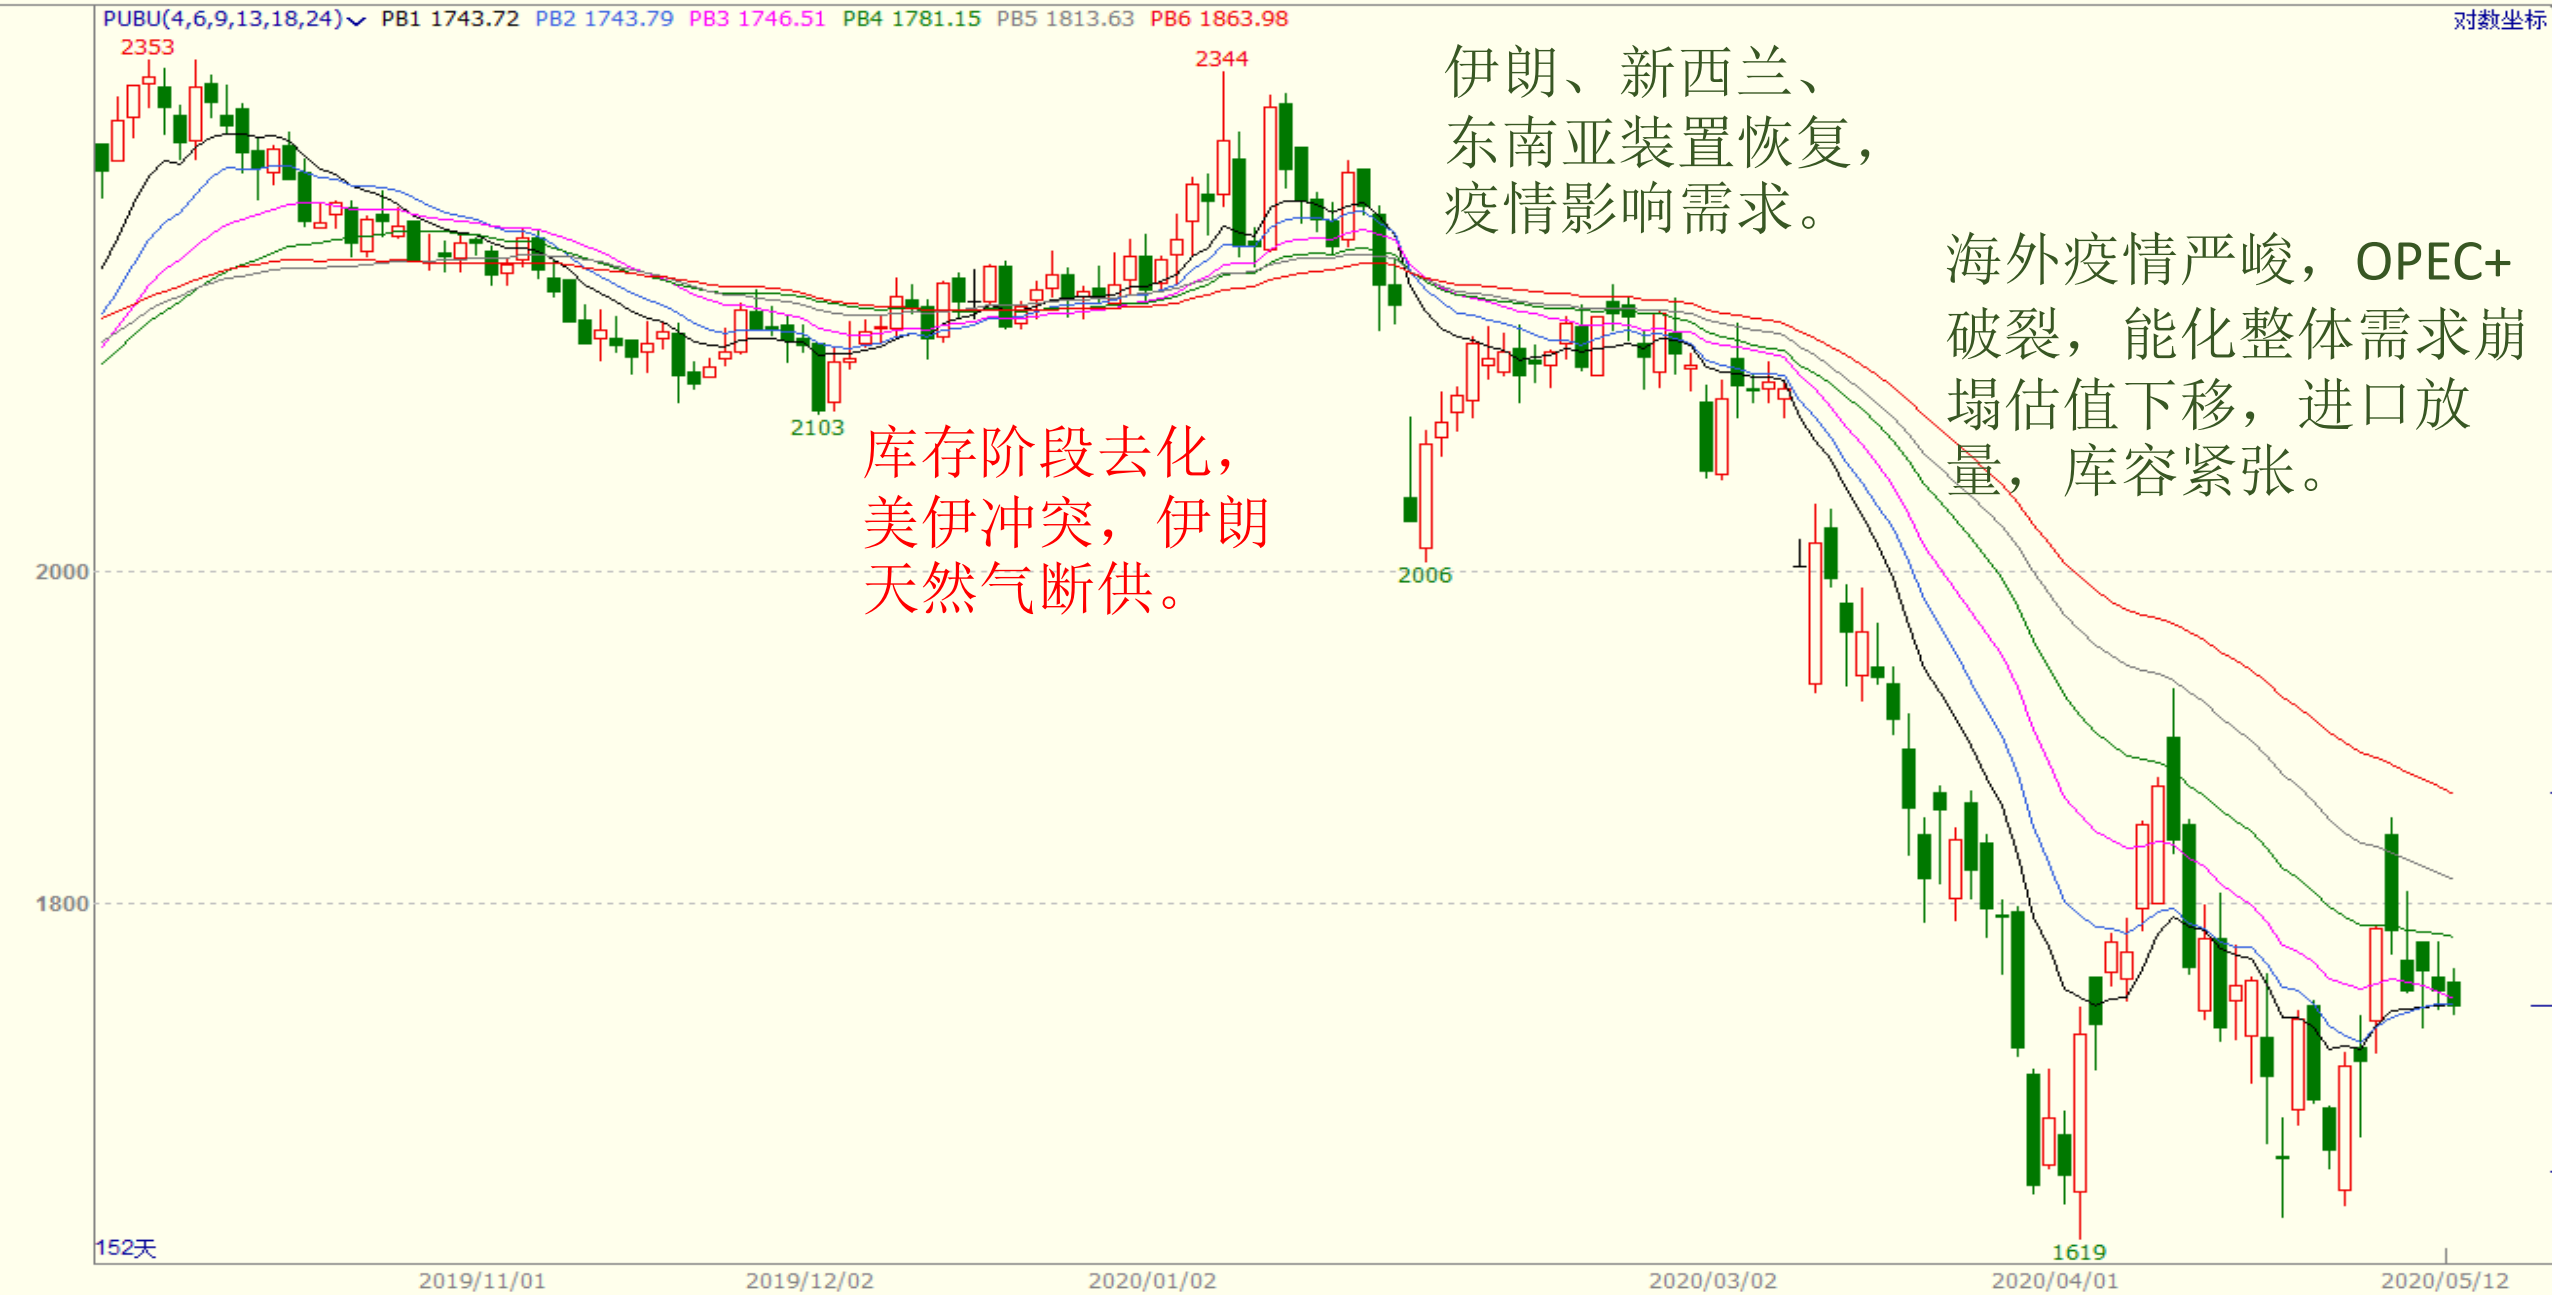 PUBU(4,6,9,13,18,24) PB1 1743.72 PB2 1743.79 PB3 1746.51 PB4 1781.15 PB5 1813.63 PB6 1863.98
对数坐标
2353
2344
伊朗、新西兰、
东南亚装置恢复，
疫情影响需求。
海外疫情严峻，OPEC+
破裂，能化整体需求崩
塌估值下移，进口放
量，库容紧张。
2103
库存阶段去化，
美伊冲突，伊朗
天然气断供。
2006
2000
1800
1619
152天
2019/11/01
2019/12/02
2020/01/02
2020/03/02
2020/04/01
2020/05/12